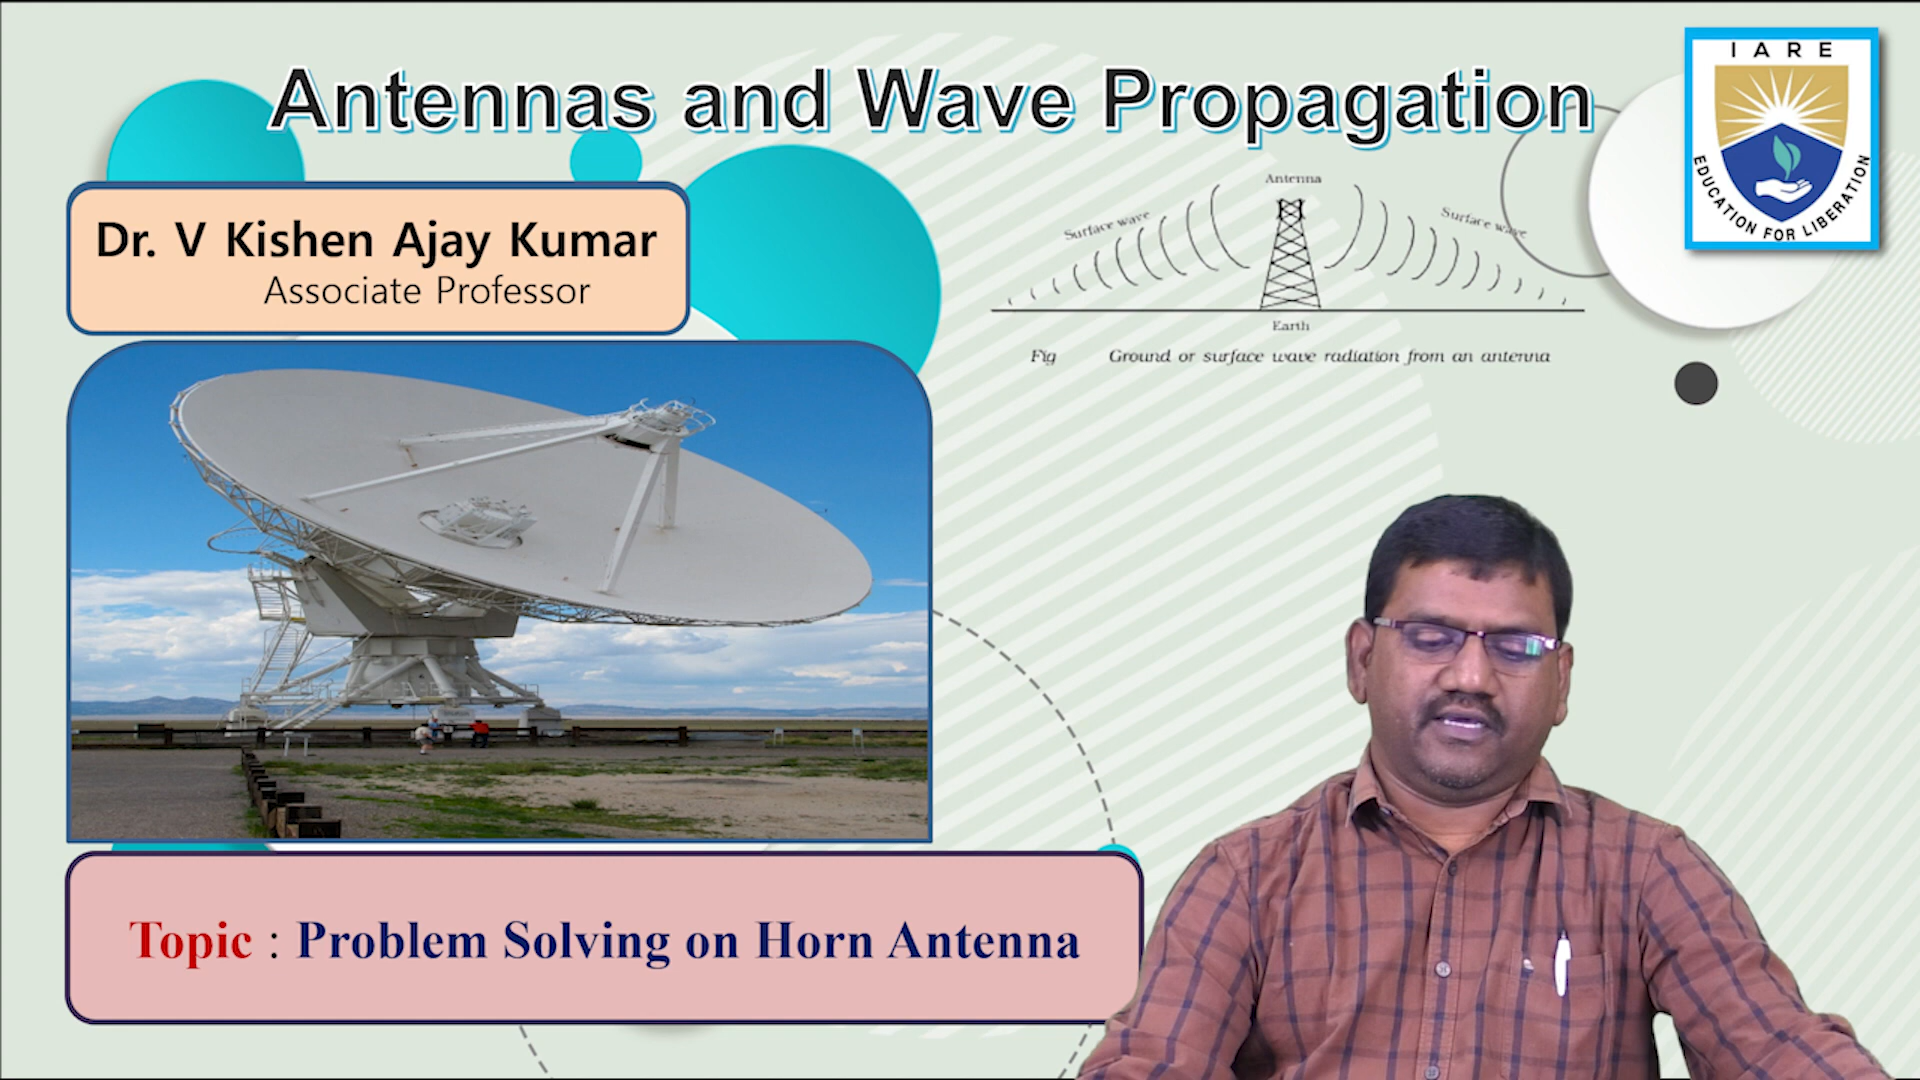 Antennas and Wave Propagation
I A R E
EDUCATION FOR LIBERATION
Dr. V Kishen Ajay Kumar
Associate Professor
Antenna
Surface wave
Surface wave
Earth
Fig Ground or surface wave radiation from an antenna
Topic : Problem Solving on Horn Antenna